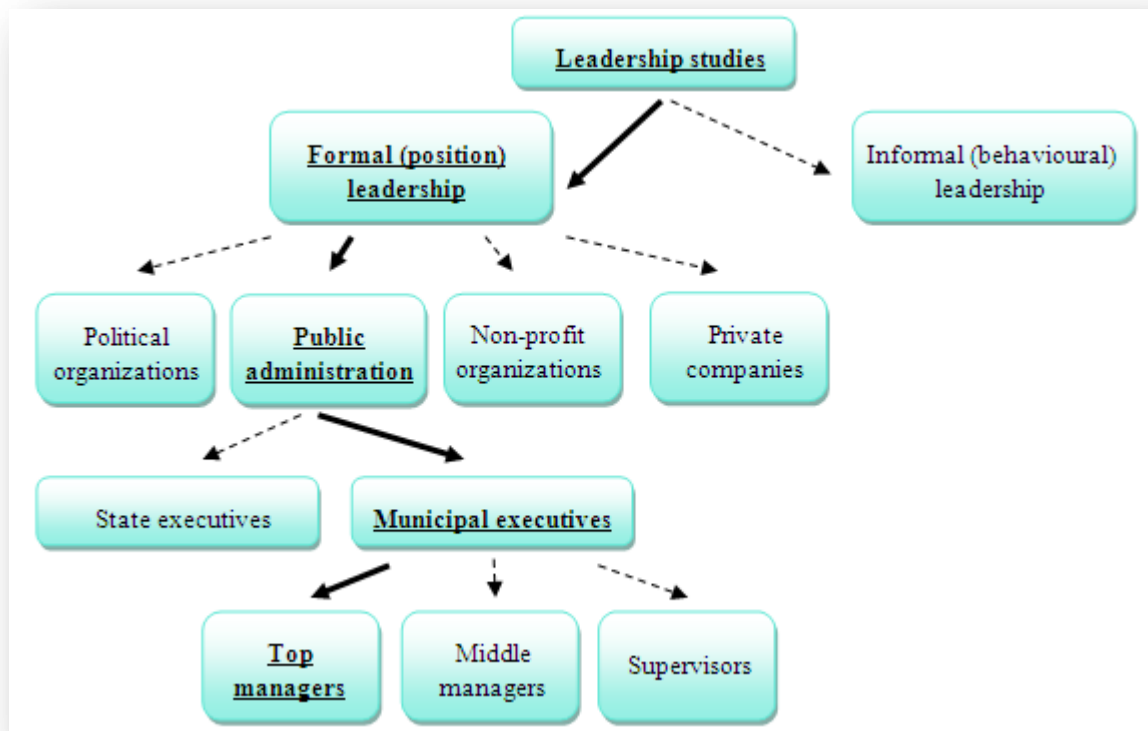 Leadership studies
Formal (position)
leadership
Informal (behavioural)
leadership
Political
organizations
Public
administration
Non-profit
organizations
Private
companies
State executives
Municipal executives
Top
managers
Middle
managers
Supervisors